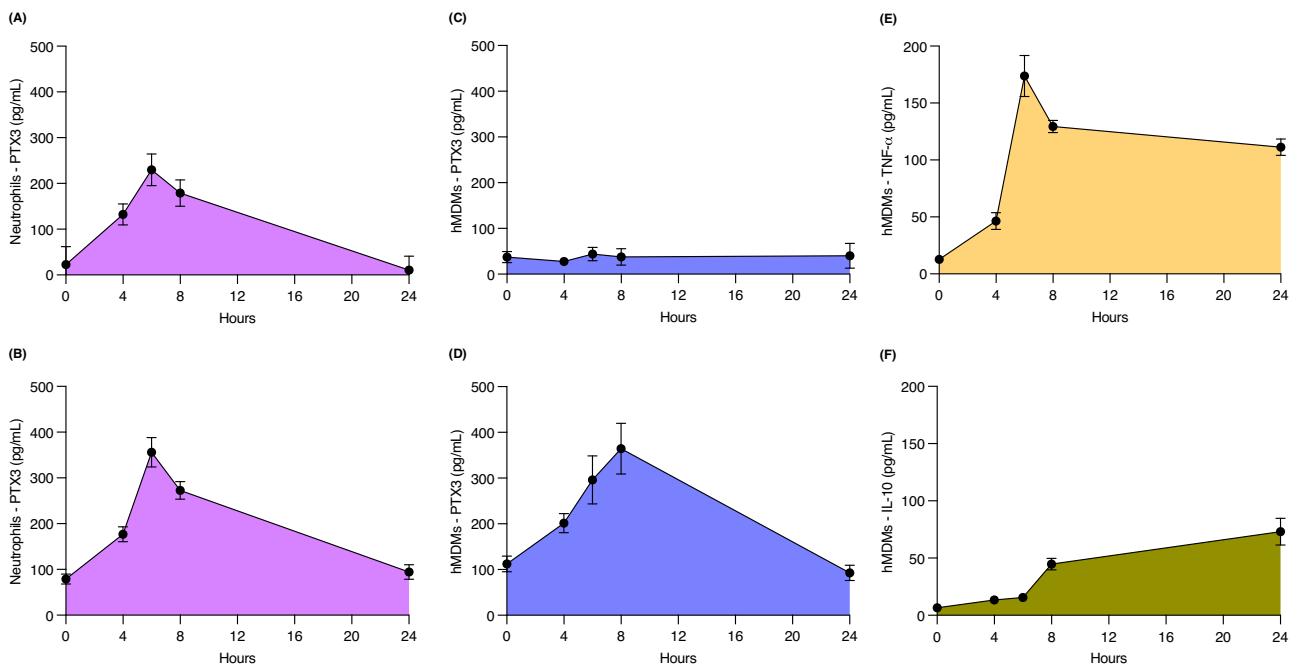 (A)
500
400
300
200
100
0
Neutrophils - PTX3 (pg/mL)
0 4 8 12 16 20 24
Hours
(C)
500
400
300
200
100
0
hMDMs - PTX3 (pg/mL)
0 4 8 12 16 20 24
Hours
(E)
200
150
100
50
0
hMDMs - TNF-α (pg/mL)
0 4 8 12 16 20 24
Hours
(B)
500
400
300
200
100
0
Neutrophils - PTX3 (pg/mL)
0 4 8 12 16 20 24
Hours
(D)
500
400
300
200
100
0
hMDMs - PTX3 (pg/mL)
0 4 8 12 16 20 24
Hours
(F)
200
150
100
50
0
hMDMs - IL-10 (pg/mL)
0 4 8 12 16 20 24
Hours